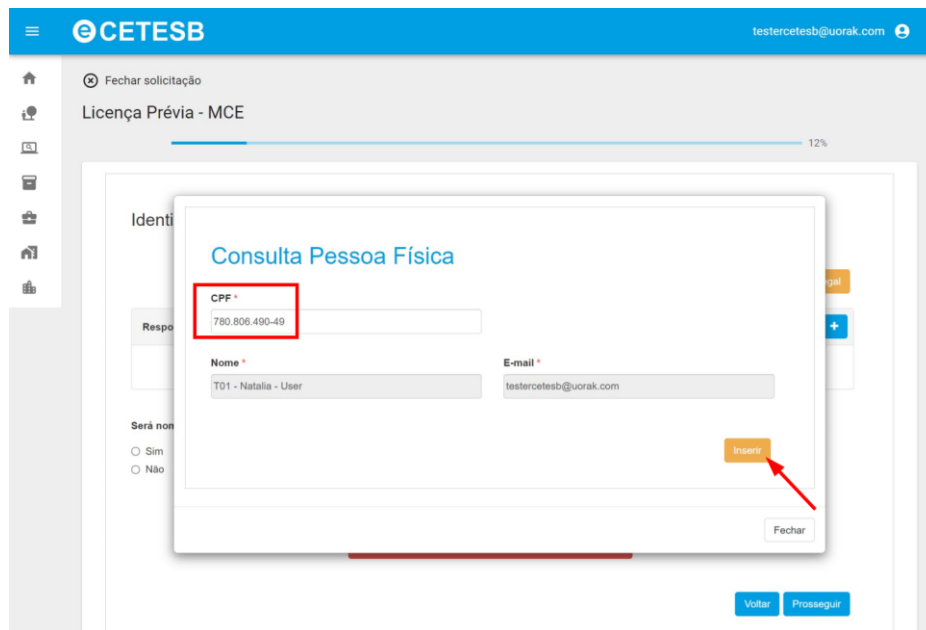 eCETESB
testercetesb@uorak.com
Fechar solicitação
Licença Prévia - MCE
12%
Identi
Consulta Pessoa Física
gal
CPF *
780.806.490-49
Respo
+
Nome *
E-mail *
T01 - Natalia - User
testercetesb@uorak.com
Será nom
Sim
Inserir
Não
Fechar
Voltar
Prosseguir